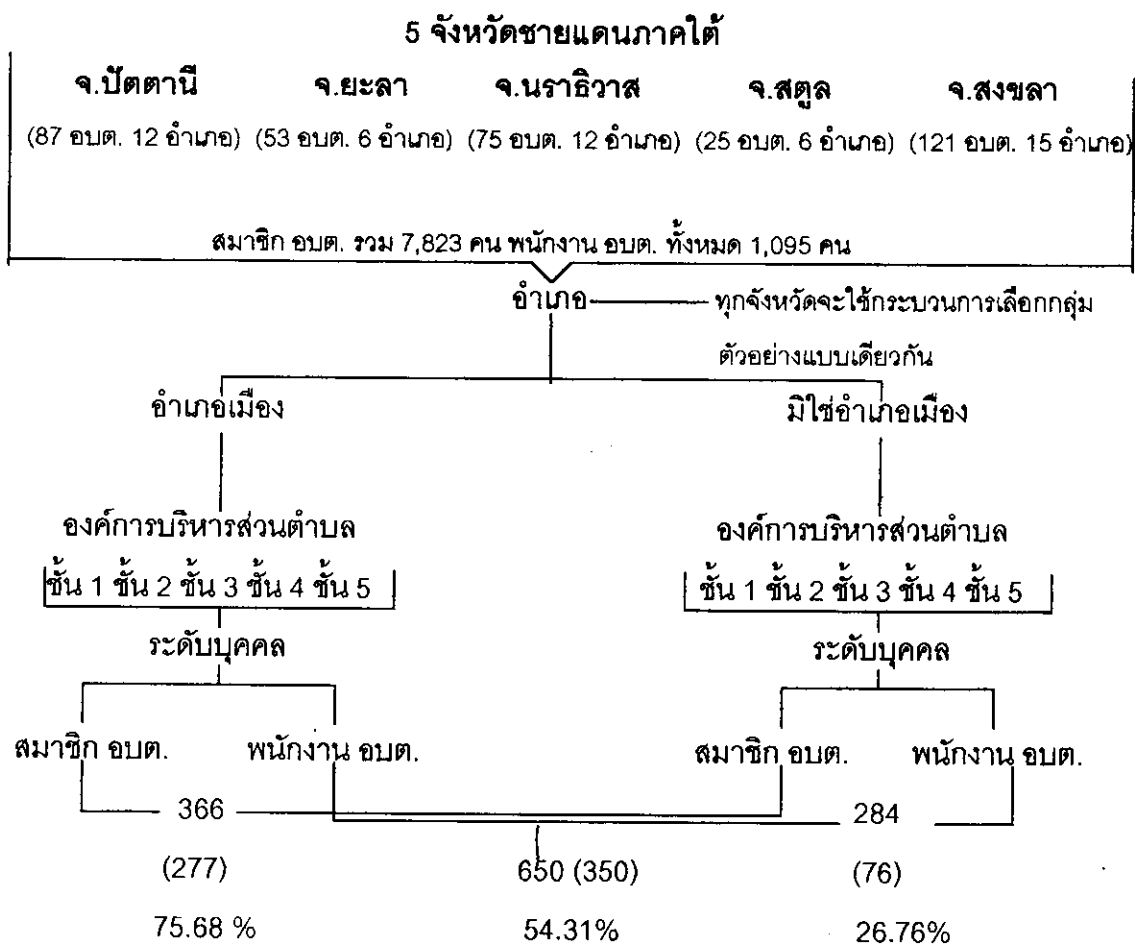 5 จังหวัดชายแดนภาคใต้
จ.ปัตตานี จ.ยะลา จ.นราธิวาส จ.สตูล จ.สงขลา
(87 อบต. 12 อำเภอ) (53 อบต. 6 อำเภอ) (75 อบต. 12 อำเภอ) (25 อบต. 6 อำเภอ) (121 อบต. 15 อำเภอ)
สมาชิก อบต. รวม 7,823 คน พนักงาน อบต. ทั้งหมด 1,095 คน
อำเภอ ทุกจังหวัดจะใช้กระบวนการเลือกกลุ่ม
ตัวอย่างแบบเดียวกัน
อำเภอเมือง มิใช่อำเภอเมือง
องค์การบริหารส่วนตำบล องค์การบริหารส่วนตำบล
ชั้น 1 ชั้น 2 ชั้น 3 ชั้น 4 ชั้น 5 ชั้น 1 ชั้น 2 ชั้น 3 ชั้น 4 ชั้น 5
ระดับบุคคล ระดับบุคคล
สมาชิก อบต. พนักงาน อบต. สมาชิก อบต. พนักงาน อบต.
366 284
(277) 650 (350) (76)
75.68 % 54.31% 26.76%